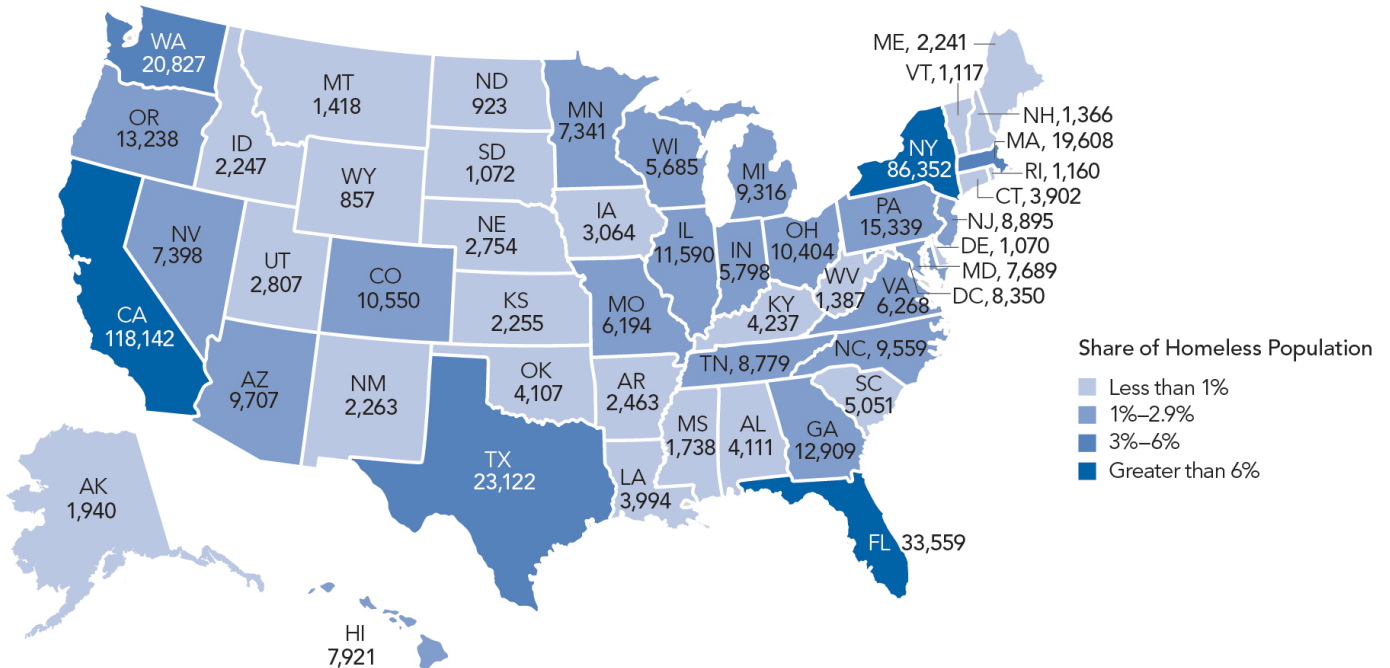 WA
20,827
MT
1,418
ND
923
MN
7,341
OR
13,238
ID
2,247
SD
1,072
WI
5,685
MI
9,316
WY
857
IA
3,064
NE
2,754
NV
7,398
UT
2,807
CO
10,550
IL
11,590
IN
5,798
OH
10,404
PA
15,339
NY
86,352
ME, 2,241
VT, 1,117
NH, 1,366
MA, 19,608
RI, 1,160
CT, 3,902
NJ, 8,895
DE, 1,070
MD, 7,689
DC, 8,350
WV
1,387
VA
6,268
CA
118,142
KS
2,255
MO
6,194
KY
4,237
TN, 8,779
NC, 9,559
AZ
9,707
NM
2,263
OK
4,107
AR
2,463
SC
5,051
MS
1,738
AL
4,111
GA
12,909
TX
23,122
LA
3,994
FL 33,559
AK
1,940
HI
7,921
Share of Homeless Population
Less than 1%
1%–2.9%
3%–6%
Greater than 6%